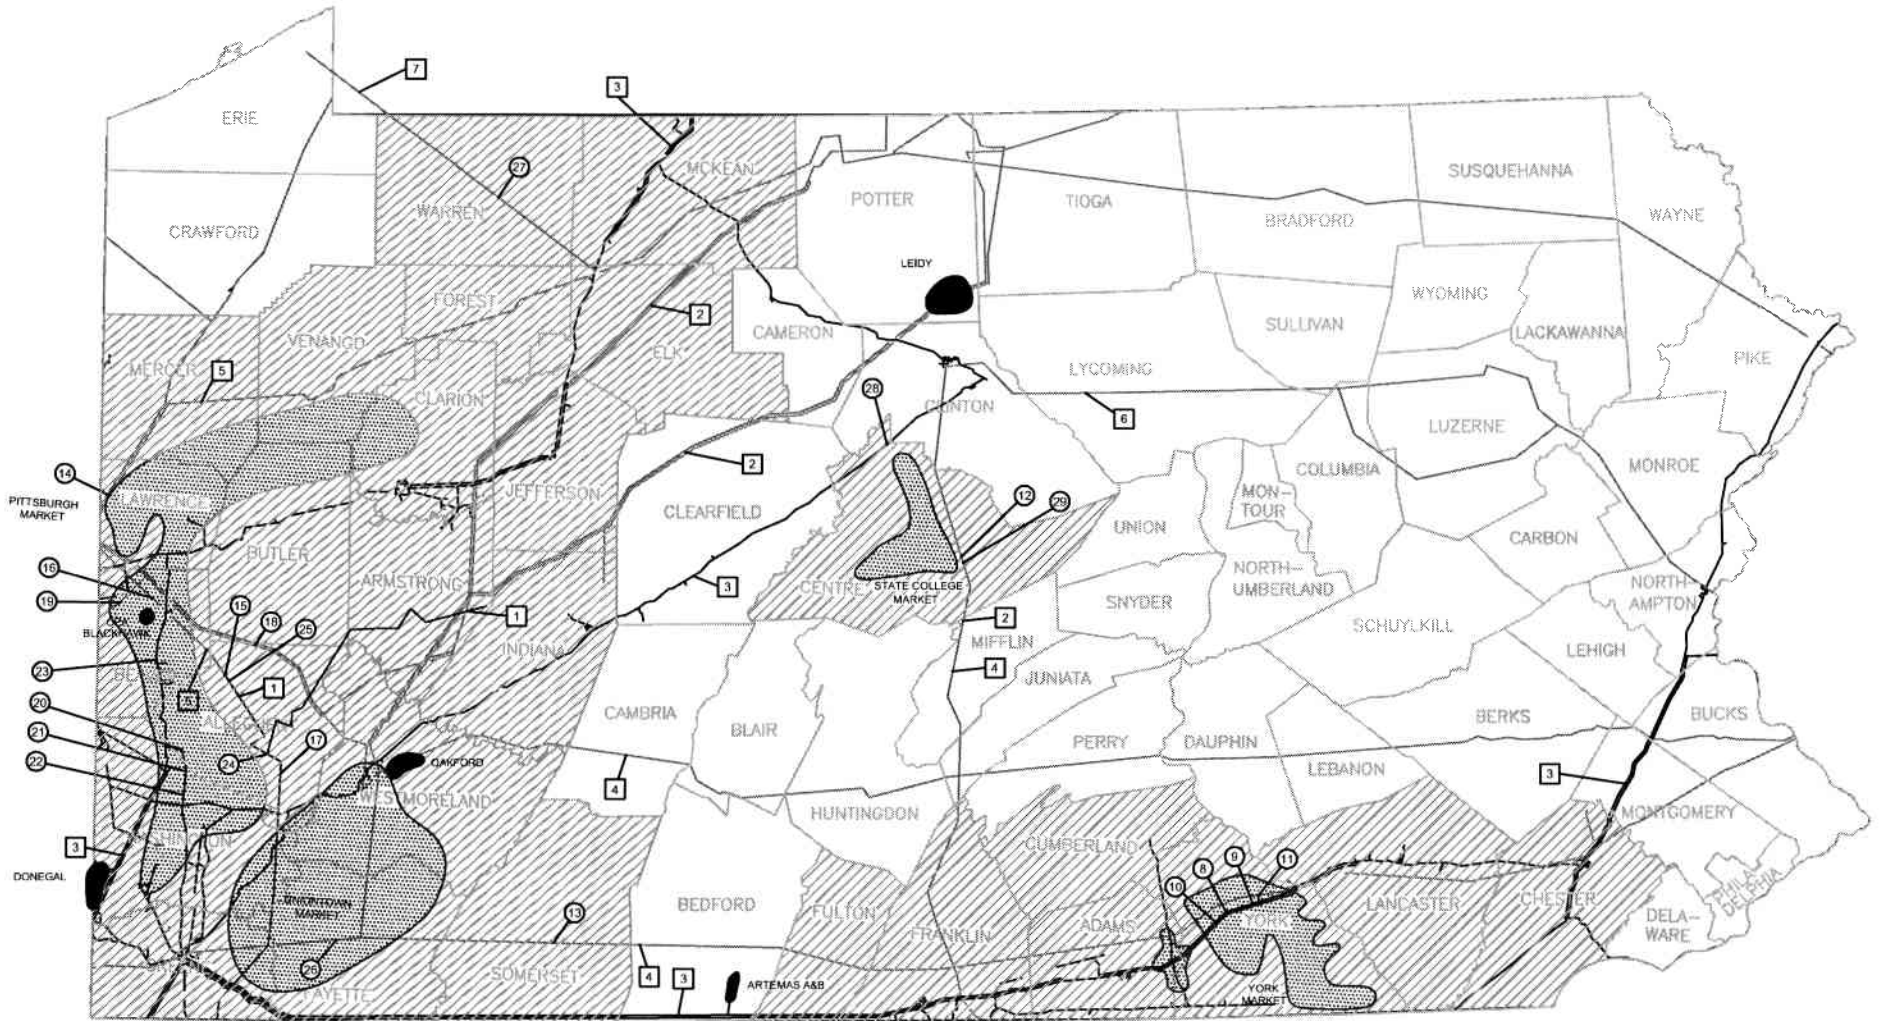 7
3
ERIE
27
MCKEAN
SUSQUEHANNA
POTTER
TIOGA
WARREN
BRADFORD
WAYNE
CRAWFORD
LEIDY
FOREST
2
WYOMING
CAMERON
SULLIVAN
LACKAWANNA
VENANGO
ELK
PIKE
MERCER
5
LYCOMING
28
CLARION
CLINTON
6
LUZERNE
14
LAWRENCE
2
COLUMBIA
MONROE
PITTSBURGH
MARKET
JEFFERSON
CLEARFIELD
12
29
MON-
TOUR
UNION
CARBON
BUTLER
16
ARMSTRONG
3
CENTRE
STATE COLLEGE
MARKET
NORTH-
UMBERLAND
NORTH-
AMPTON
19
15
18
25
1
SNYDER
BLACKHAWK
2
SCHUYLKILL
MIFFLIN
INDIANA
LEHIGH
23
4
JUNIATA
1
20
CAMBRIA
BLAIR
BERKS
BUCKS
21
17
PERRY
DAUPHIN
22
24
OAKFORD
LEBANON
3
4
WESTMORELAND
HUNTINGDON
MONTGOMERY
3
CUMBERLAND
DONEGAL
8
9
11
10
PHILA-
DELPHIA
UNIONTOWN
MARKET
BEDFORD
FULTON
YORK
LANCASTER
CHESTER
13
FRANKLIN
ADAMS
DELA-
WARE
26
SOMERSET
4
3
ARTEMAS A&B
YORK
MARKET
FAYETTE